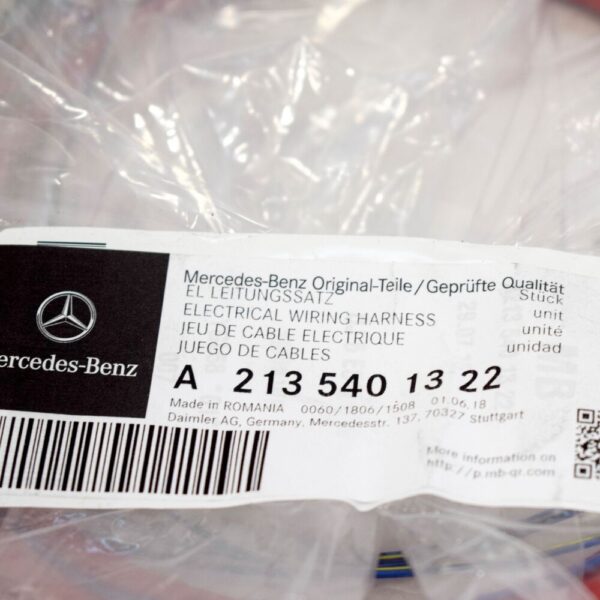 Mercedes-Benz Original-Teile/Geprüfte Qualität
EL LEITUNGSSATZ Stück
ELECTRICAL WIRING HARNESS unit
JEU DE CABLE ELECTRIQUE unité
JUEGO DE CABLES unidad
ercedes-Benz
A 213 540 13 22
Made in ROMANIA 0060/1806/1508 01.06.18
Daimler AG, Germany, Mercedesstr. 137, 70327 Stuttgart
More information on
http://p.mb-qr.com